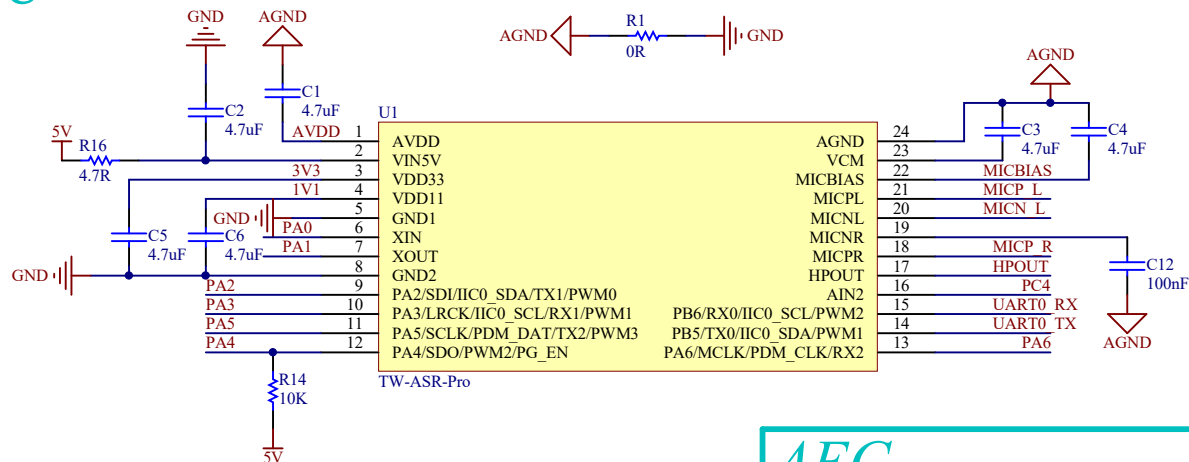 GND
AGND
AGND
R1
0R
GND
AGND
C1
4.7uF
C2
4.7uF
C3
4.7uF
C4
4.7uF
5V
R16
4.7R
U1
AVDD 1 AVDD
2 VIN5V
3V3 3 VDD33
1V1 4 VDD11
GND 5 GND1
PA0 6 XIN
PA1 7 XOUT
8 GND2
PA2 9 PA2/SDI/IIC0_SDA/TX1/PWM0
PA3 10 PA3/LRCK/IIC0_SCL/RX1/PWM1
PA5 11 PA5/SCLK/PDM_DAT/TX2/PWM3
PA4 12 PA4/SDO/PWM2/PG_EN
AGND 24
VCM 23
MICBIAS 22 MICBIAS
MICPL 21 MICP_L
MICNL 20 MICN_L
MICNR 19
MICPR 18 MICP_R
HPOUT 17 HPOUT
AIN2 16 PC4
PB6/RX0/IIC0_SCL/PWM2 15 UART0_RX
PB5/TX0/IIC0_SDA/PWM1 14 UART0_TX
PA6/MCLK/PDM_CLK/RX2 13 PA6
C5
4.7uF
C6
4.7uF
GND
C12
100nF
AGND
TW-ASR-Pro
R14
10K
5V